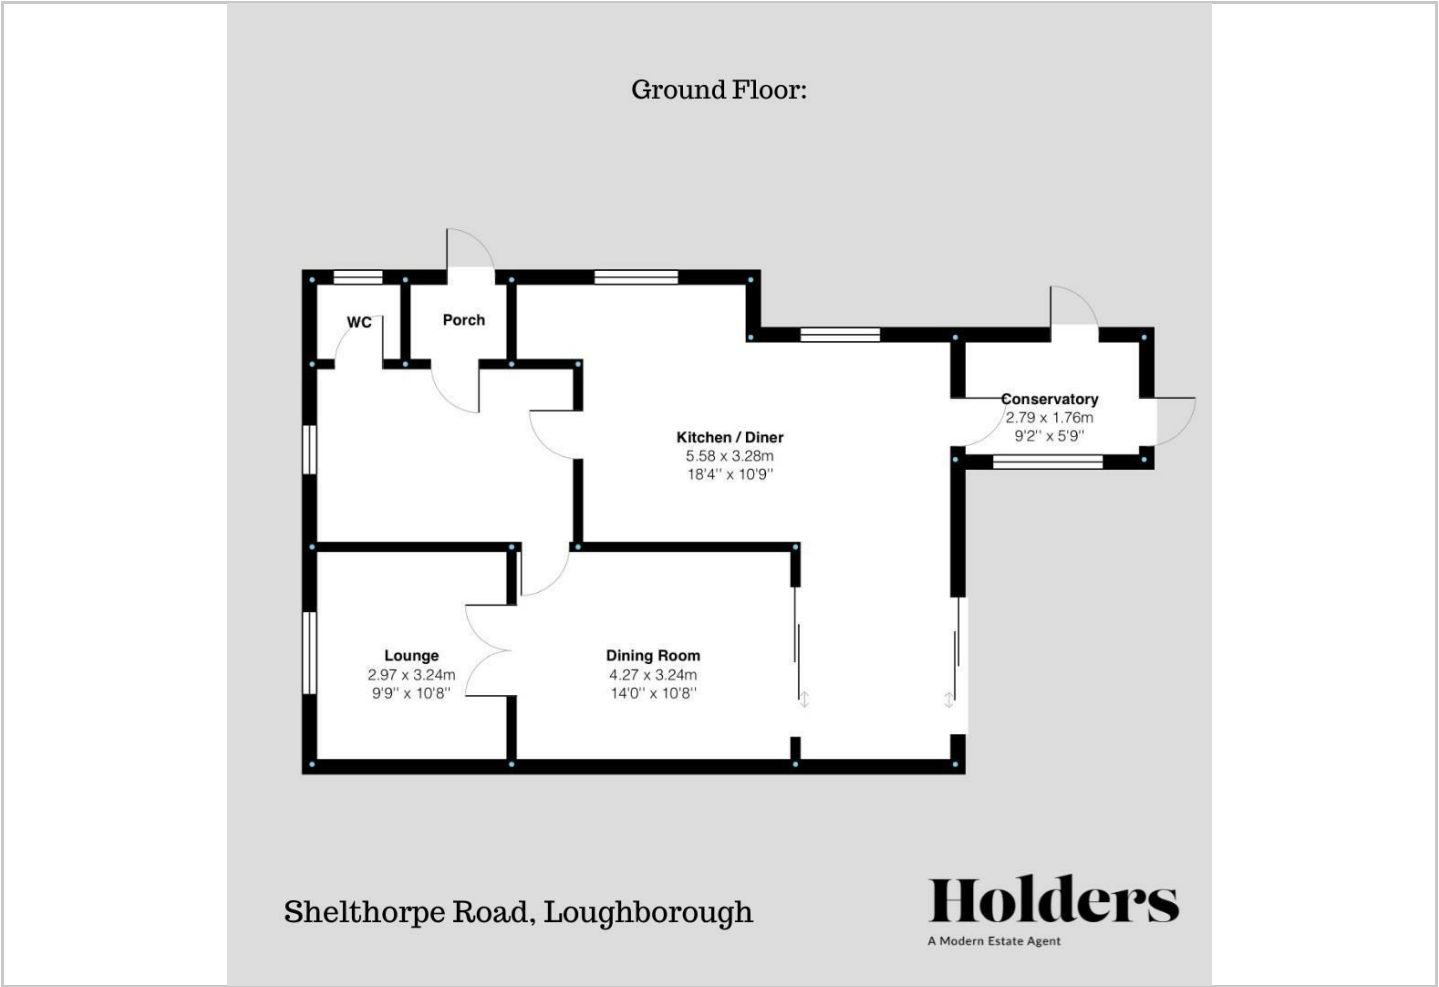 Ground Floor:
WC
Porch
Conservatory
2.79 x 1.76m
9'2'' x 5'9''
Kitchen / Diner
5.58 x 3.28m
18'4'' x 10'9''
Lounge
2.97 x 3.24m
9'9'' x 10'8''
Dining Room
4.27 x 3.24m
14'0'' x 10'8''
Shelthorpe Road, Loughborough
Holders
A Modern Estate Agent